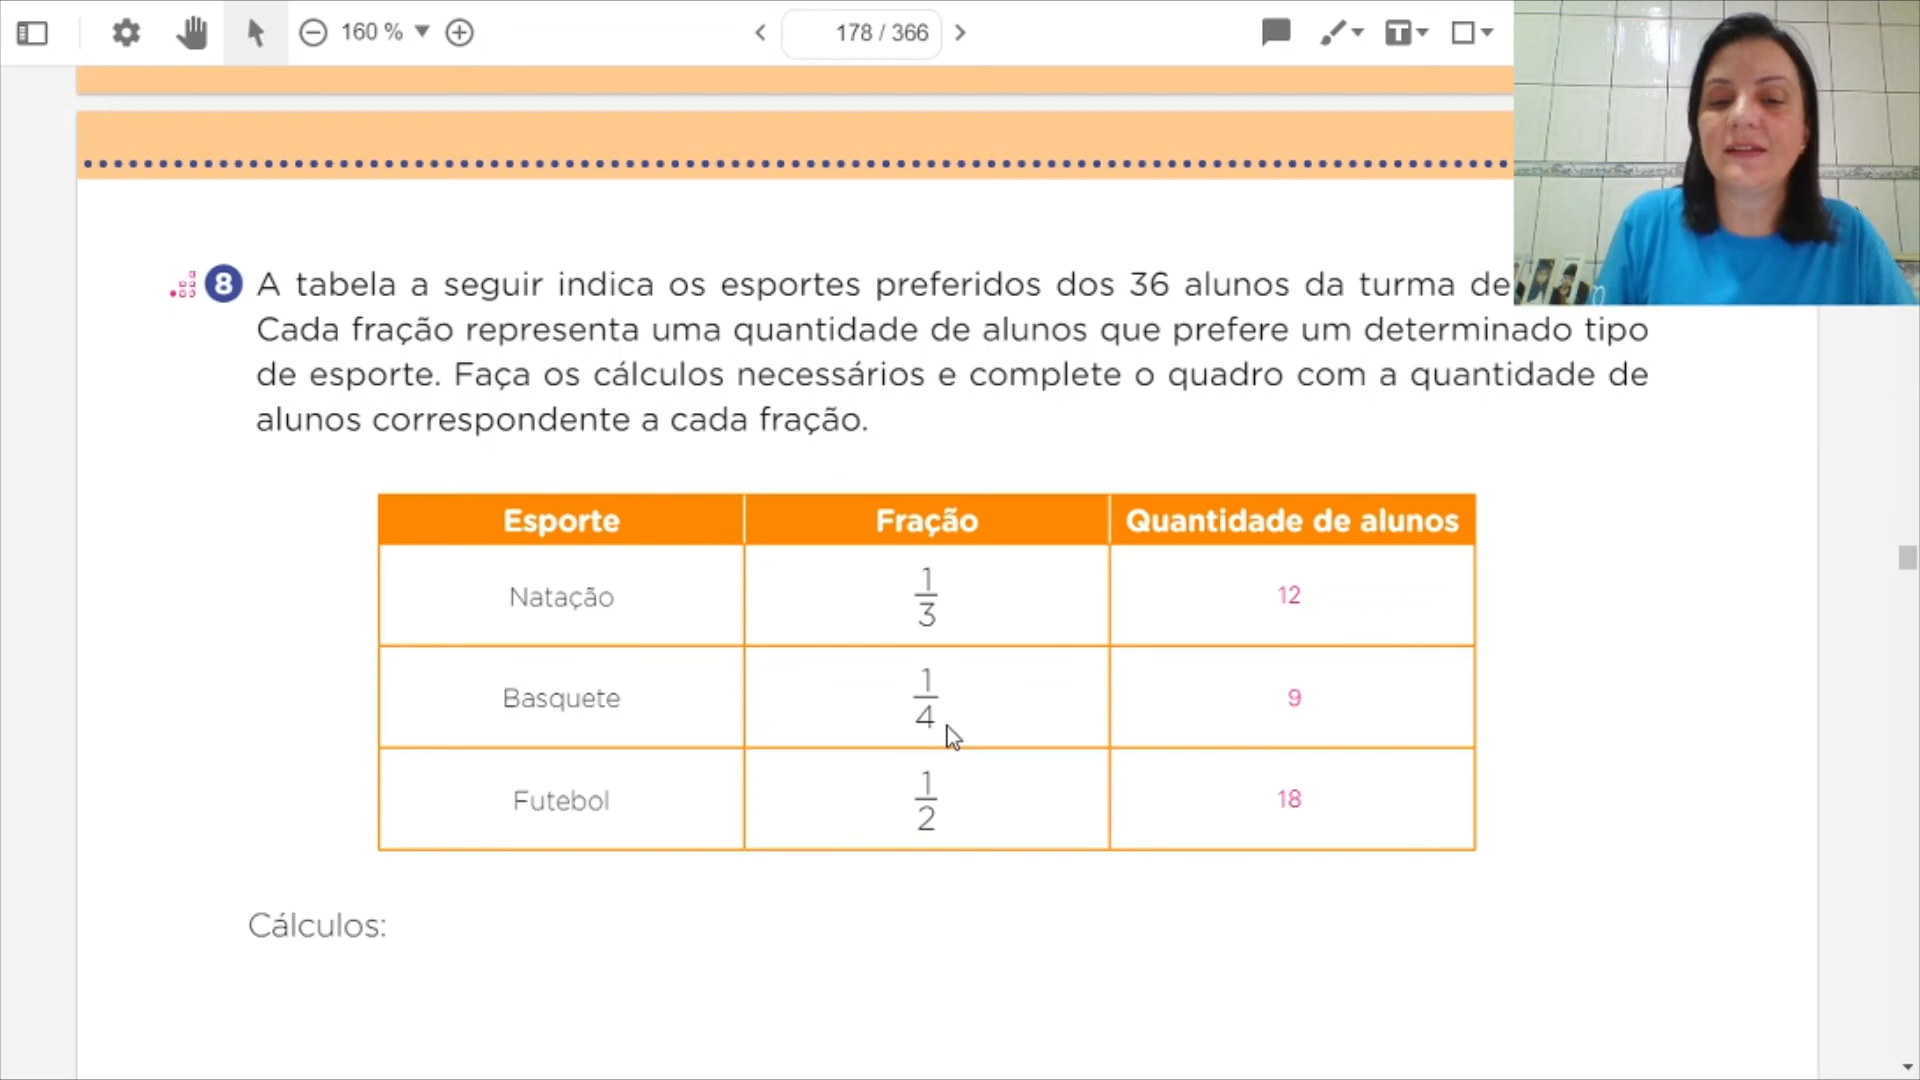 160 %
178 / 366
8 A tabela a seguir indica os esportes preferidos dos 36 alunos da turma de
Cada fração representa uma quantidade de alunos que prefere um determinado tipo
de esporte. Faça os cálculos necessários e complete o quadro com a quantidade de
alunos correspondente a cada fração.
Esporte Fração Quantidade de alunos
Natação 1/3 12
Basquete 1/4 9
Futebol 1/2 18
Cálculos: